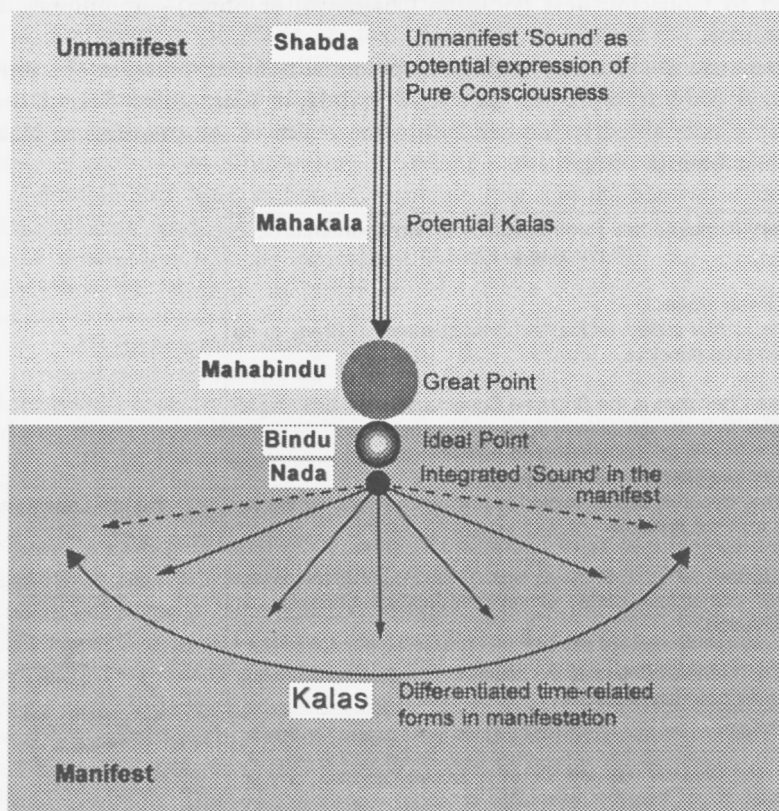 Unmanifest
Shabda
Unmanifest 'Sound' as
potential expression of
Pure Consciousness
Mahakala
Potential Kalas
Mahabindu
Great Point
Bindu
Ideal Point
Nada
Integrated 'Sound' in the
manifest
Kalas
Differentiated time-related
forms in manifestation
Manifest